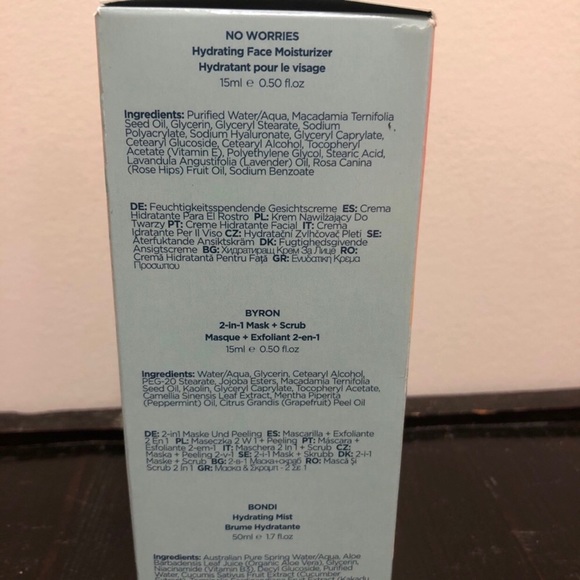 NO WORRIES
Hydrating Face Moisturizer
Hydratant pour le visage
15ml e 0.50 fl.oz
Ingredients: Purified Water/Aqua, Macadamia Ternifolia
Seed Oil, Glycerin, Glyceryl Stearate, Sodium
Polyacrylate, Sodium Hyaluronate, Glyceryl Caprylate,
Cetearyl Glucoside, Cetearyl Alcohol, Tocopheryl
Acetate (Vitamin E), Polyethylene Glycol, Stearic Acid,
Lavandula Angustifolia (Lavender) Oil, Rosa Canina
(Rose Hips) Fruit Oil, Sodium Benzoate
DE: Feuchtigkeitsspendende Gesichtscreme ES: Crema
Hidratante Para El Rostro PL: Krem Nawilżający Do
Twarzy PT: Creme Hidratante Facial IT: Crema
Idratante Per Il Viso CZ: Hydratační Zvlhčovač Pleti SE:
Återfuktande Ansiktskräm DK: Fugtighedsgivende
Ansigtscreme BG: Хидратиращ Крем За Лице RO:
Cremă Hidratantă Pentru Față GR: Ενυδατική Κρέμα
Προσώπου
BYRON
2-in-1 Mask + Scrub
Masque + Exfoliant 2-en-1
15ml e 0.50 fl.oz
Ingredients: Water/Aqua, Glycerin, Cetearyl Alcohol,
PEG-20 Stearate, Jojoba Esters, Macadamia Ternifolia
Seed Oil, Kaolin, Glyceryl Caprylate, Tocopheryl Acetate,
Camellia Sinensis Leaf Extract, Mentha Piperita
(Peppermint) Oil, Citrus Grandis (Grapefruit) Peel Oil
DE: 2-in1 Maske Und Peeling ES: Mascarilla + Exfoliante
2 En 1 PL: Maseczka 2 W 1 + Peeling PT: Máscara +
Esfoliante 2-em-1 IT: Maschera 2 In 1 + Scrub CZ:
Maska + Peeling 2-v-1 SE: 2-i-1 Mask + Skrubb DK: 2-i-1
Maske + Scrub BG: 2-в-1 Маска+скраб RO: Mască Și
Scrub 2 In 1 GR: Μάσκα & Σκραμπ - 2 Σε 1
BONDI
Hydrating Mist
Brume Hydratante
50ml e 1.7 fl.oz
Ingredients: Australian Pure Spring Water/Aqua, Aloe
Barbadensis Leaf Juice (Organic Aloe Vera), Glycerin,
Niacinamide (Vitamin B3), Decyl Glucoside, Purified
Water, Cucumis Sativus Fruit Extract (Cucumber